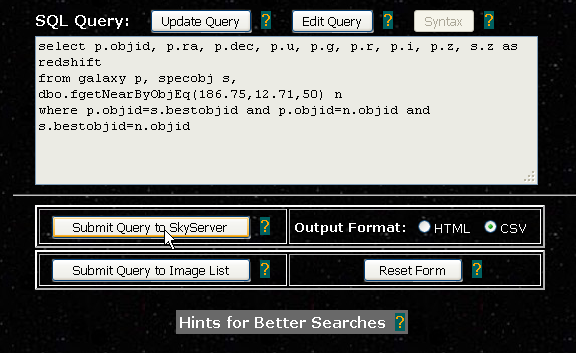 SQL Query: Update Query ? Edit Query ? Syntax ?
select p.objid, p.ra, p.dec, p.u, p.g, p.r, p.i, p.z, s.z as
redshift
from galaxy p, specobj s,
dbo.fgetNearByObjEq(186.75,12.71,50) n
where p.objid=s.bestobjid and p.objid=n.objid and
s.bestobjid=n.objid
Submit Query to SkyServer ? Output Format: HTML CSV
Submit Query to Image List ? Reset Form ?
Hints for Better Searches ?